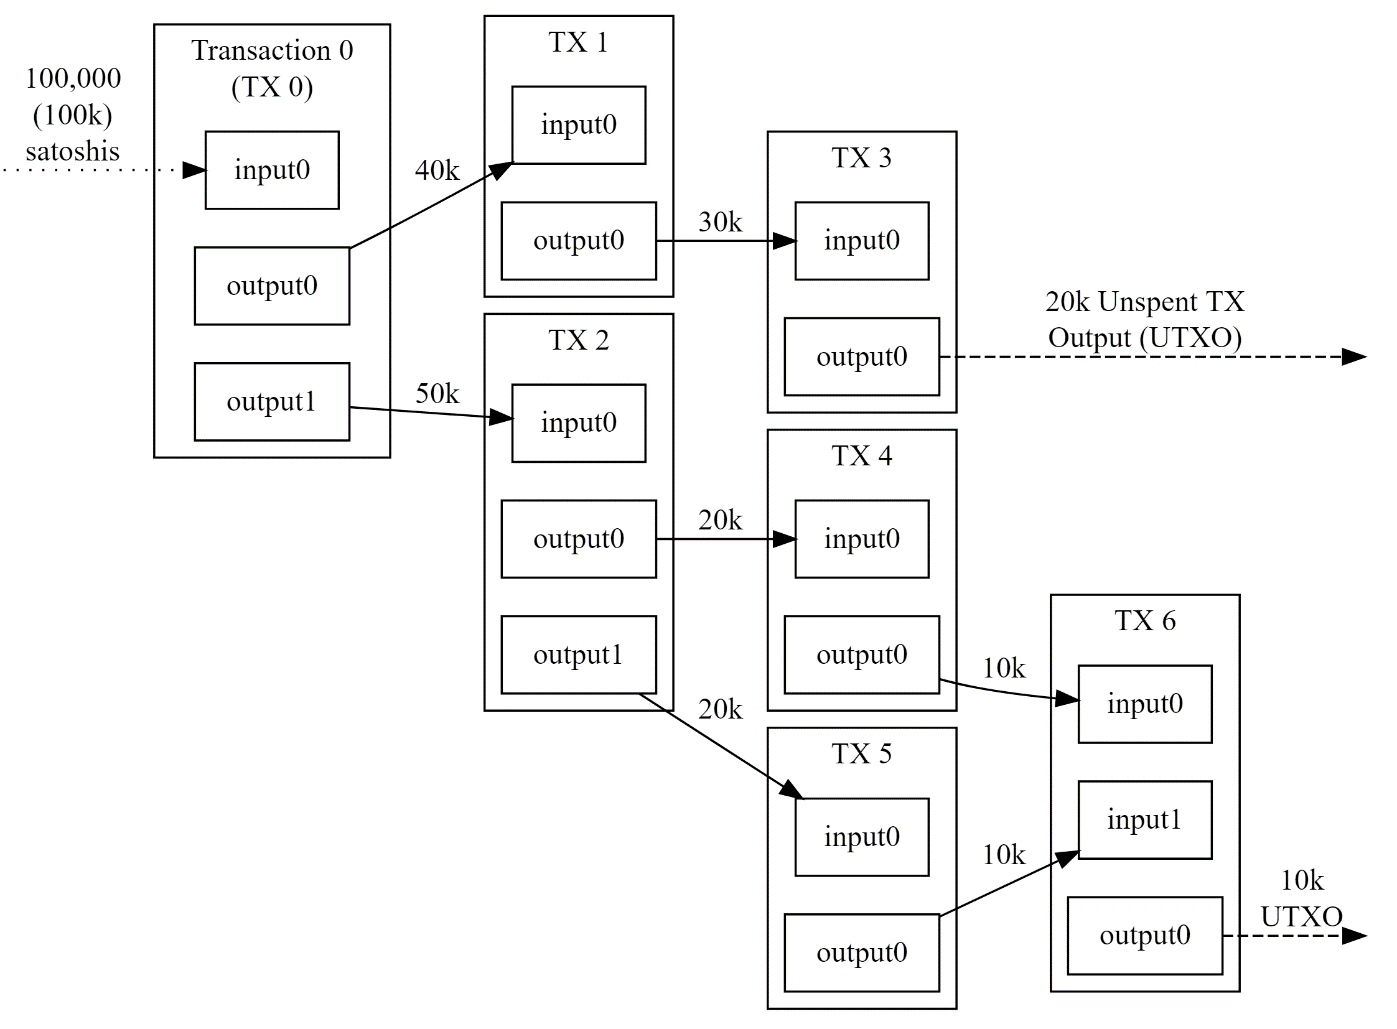 100,000
(100k)
satoshis
Transaction 0
(TX 0)
input0
output0
output1
40k
50k
TX 1
input0
output0
TX 2
input0
output0
output1
30k
20k
20k
TX 3
input0
output0
TX 4
input0
output0
TX 5
input0
output0
20k Unspent TX
Output (UTXO)
10k
10k
TX 6
input0
input1
output0
10k
UTXO